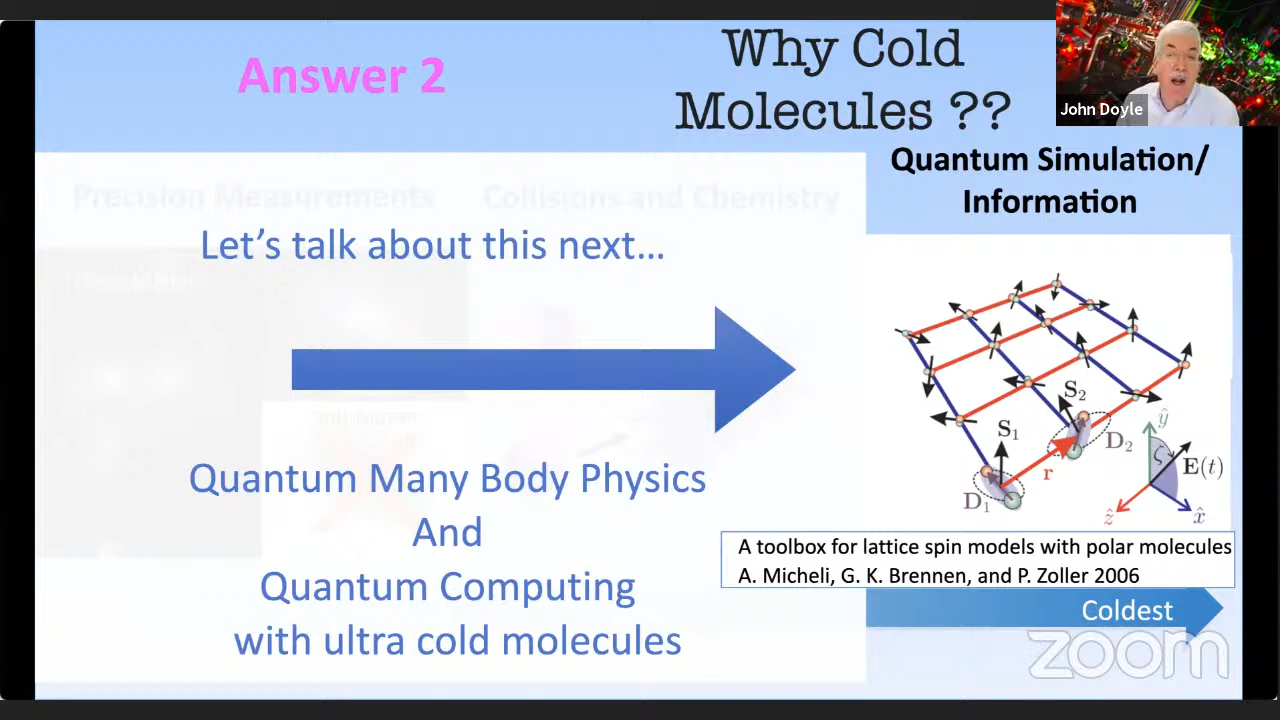 Answer 2
Why Cold
Molecules ??
John Doyle
Quantum Simulation/
Information
Precision Measurements
Collisions and Chemistry
Let's talk about this next...
Quantum Many Body Physics
And
Quantum Computing
with ultra cold molecules
S₁
S₂
D₁
D₂
r
ŷ
ζ
E(t)
ẑ
x̂
A toolbox for lattice spin models with polar molecules
A. Micheli, G. K. Brennen, and P. Zoller 2006
Coldest
zoom